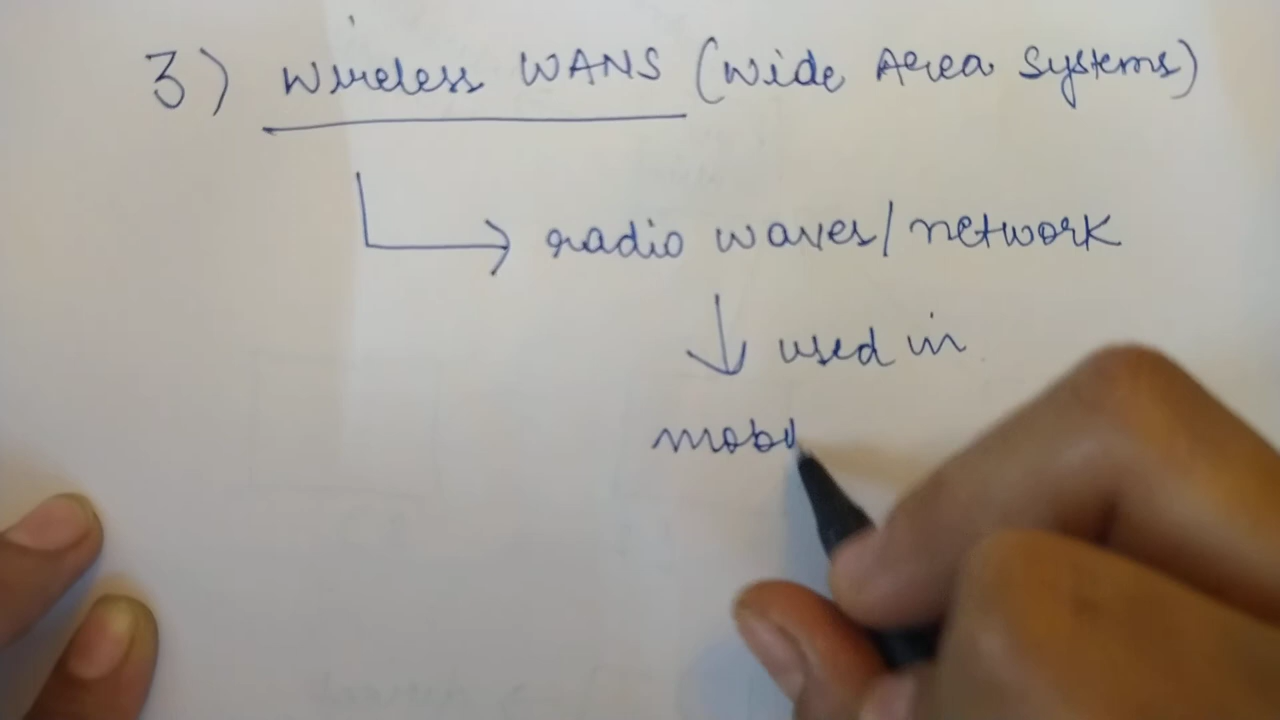 3) Wireless WANS (Wide Area Systems)
radio waves/network
used in
mobi